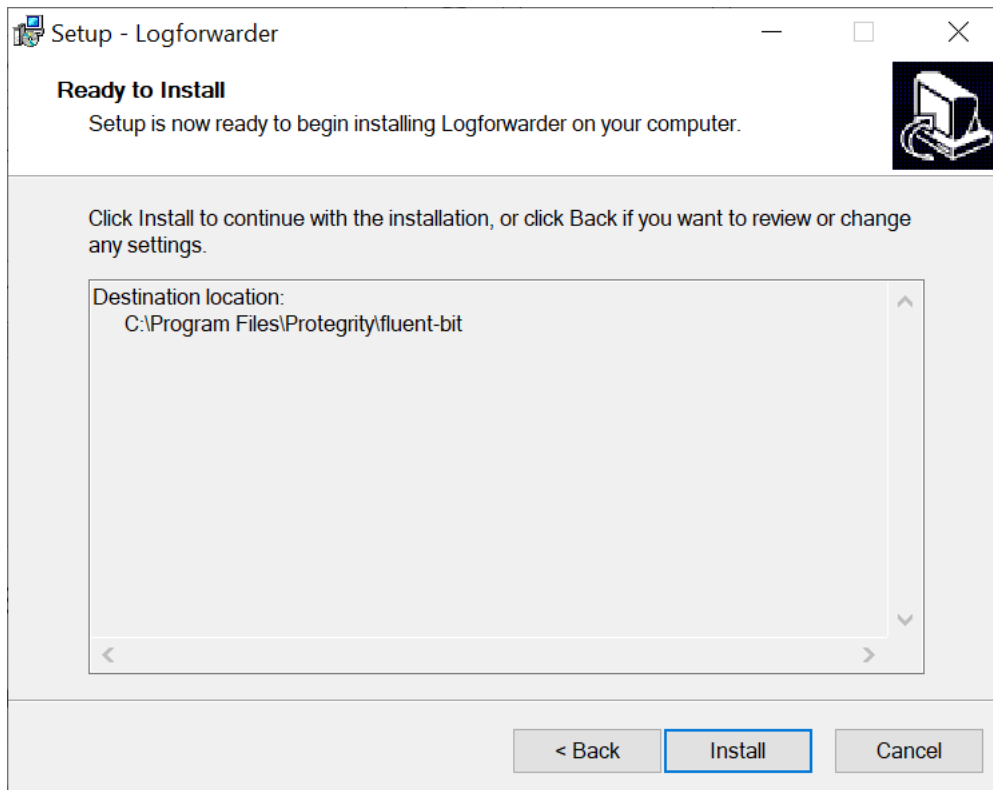 Setup - Logforwarder
Ready to Install
Setup is now ready to begin installing Logforwarder on your computer.
Click Install to continue with the installation, or click Back if you want to review or change
any settings.
Destination location:
C:\Program Files\Protegrity\fluent-bit
< Back
Install
Cancel